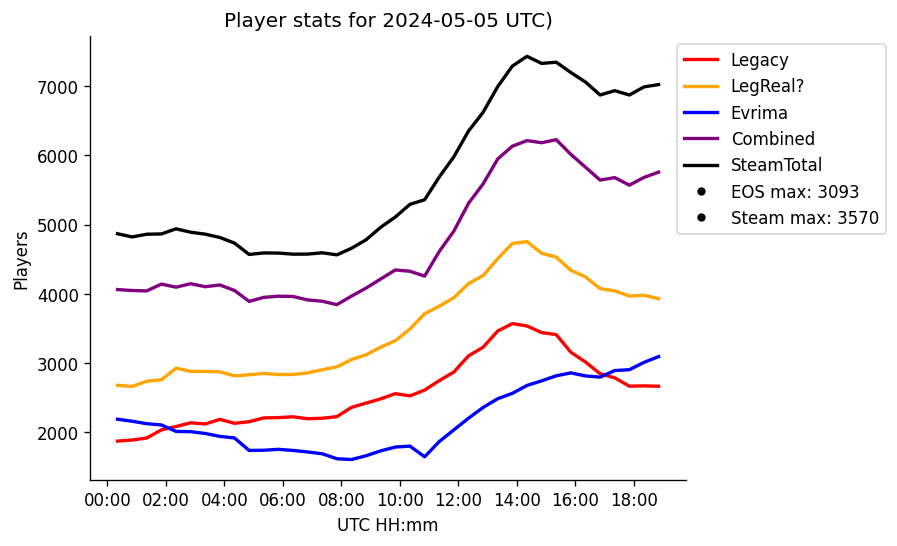 Player stats for 2024-05-05 UTC)
Legacy
LegReal?
Evrima
Combined
SteamTotal
EOS max: 3093
Steam max: 3570
Players
7000
6000
5000
4000
3000
2000
00:00 02:00 04:00 06:00 08:00 10:00 12:00 14:00 16:00 18:00
UTC HH:mm